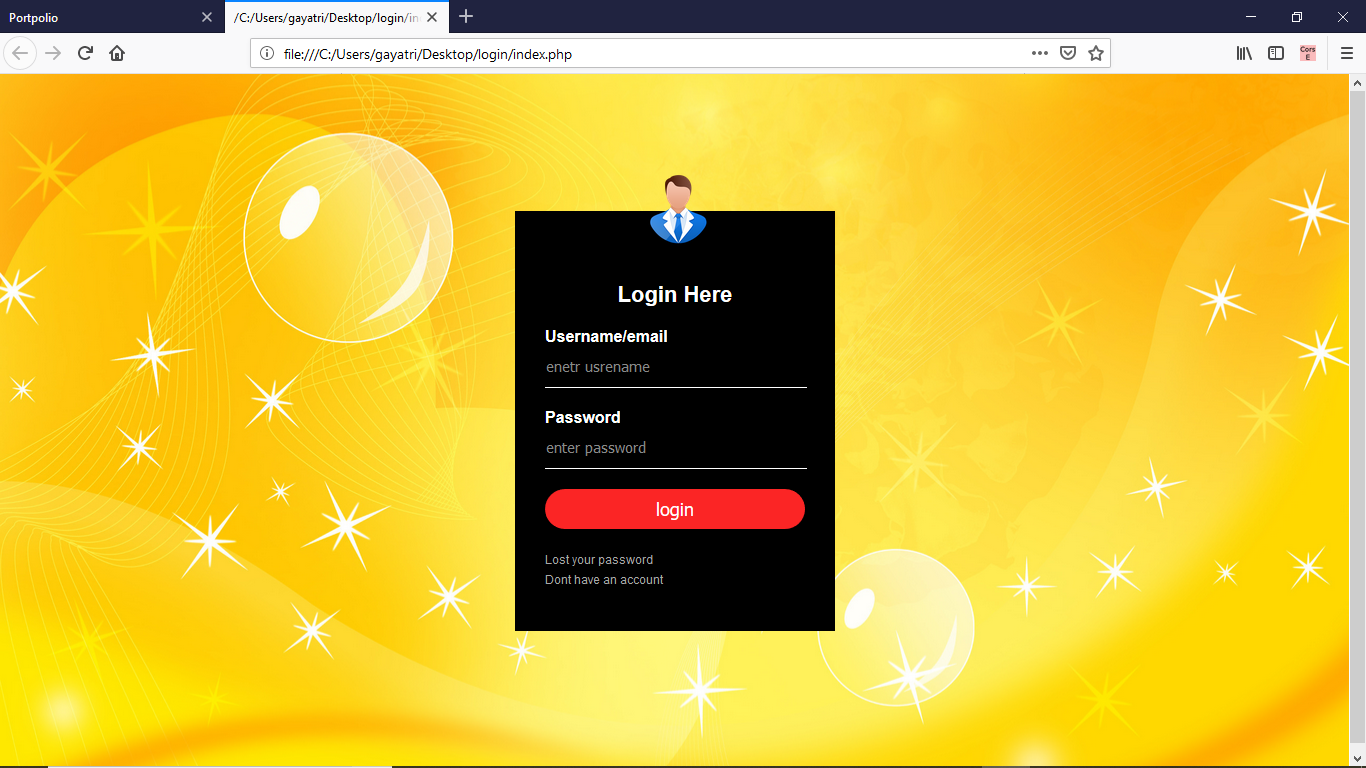 Portpolio
/C:/Users/gayatri/Desktop/login/in
file:///C:/Users/gayatri/Desktop/login/index.php
Cors
E
Login Here
Username/email
enetr usrename
Password
enter password
login
Lost your password
Dont have an account